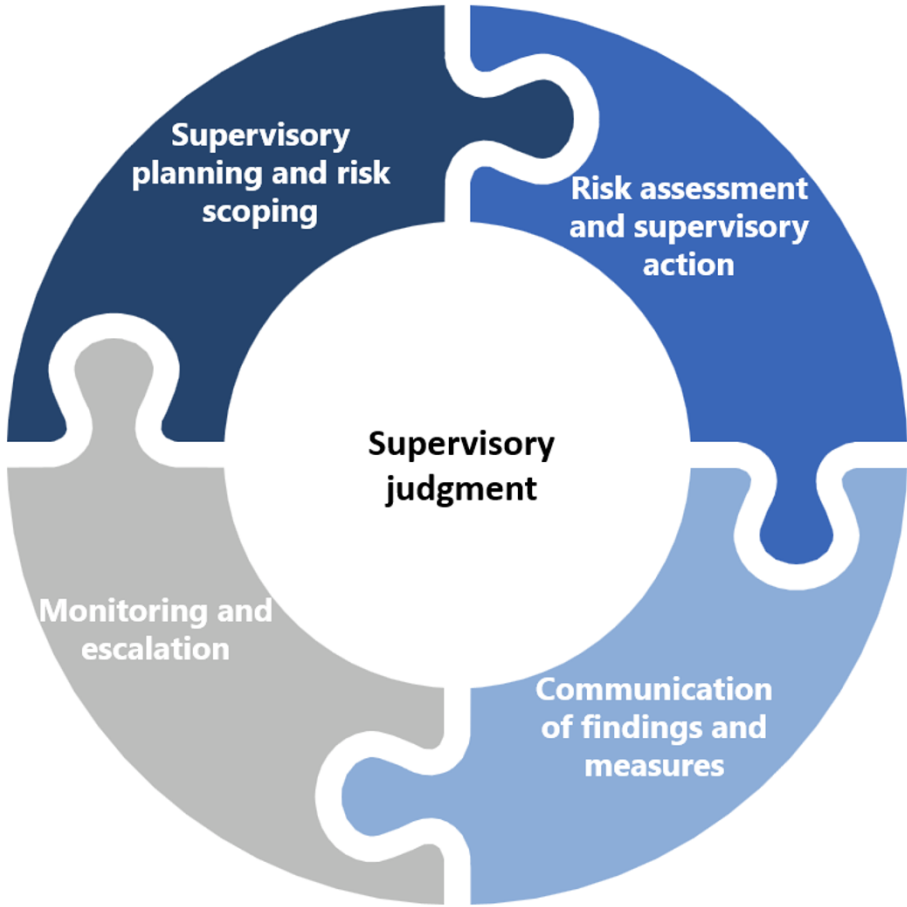 Supervisory
planning and risk
scoping
Risk assessment
and supervisory
action
Supervisory
judgment
Monitoring and
escalation
Communication
of findings and
measures